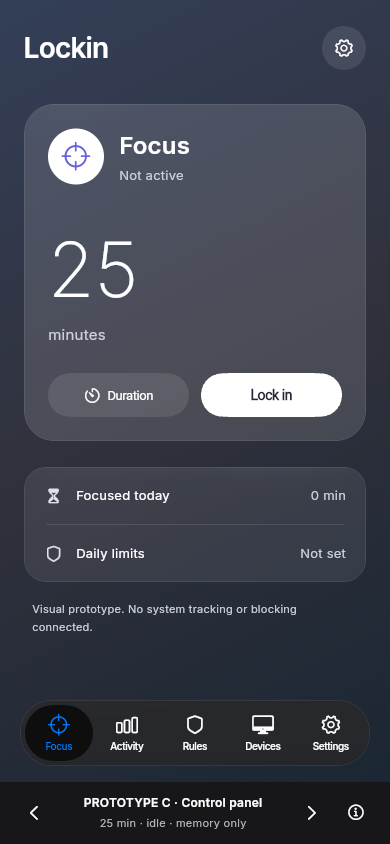 Lockin
Focus
Not active
25
minutes
Duration
Lock in
Focused today
0 min
Daily limits
Not set
Visual prototype. No system tracking or blocking
connected.
Focus
Activity
Rules
Devices
Settings
PROTOTYPE C · Control panel
25 min · idle · memory only